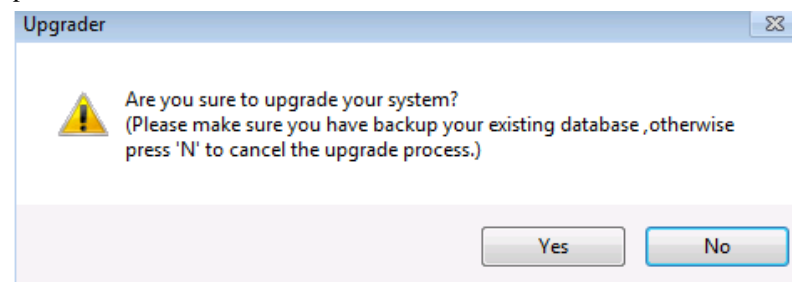 Upgrader
Are you sure to upgrade your system?
(Please make sure you have backup your existing database ,otherwise
press 'N' to cancel the upgrade process.)
Yes No